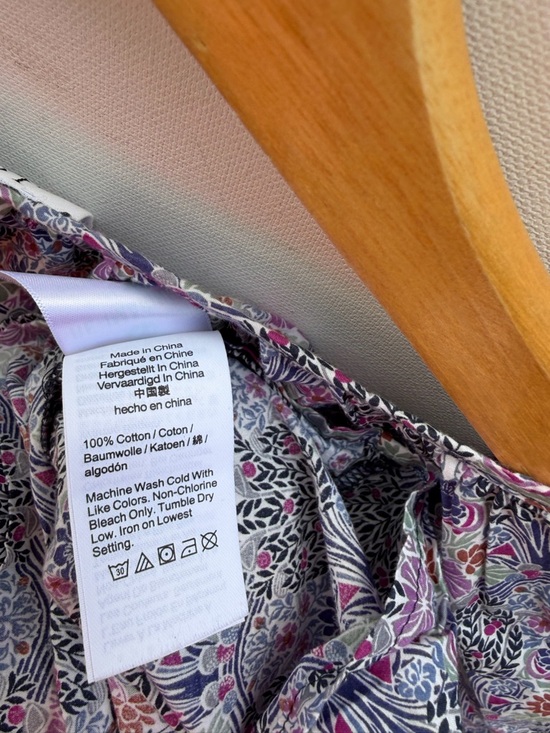 Made in China
Fabriqué en Chine
Hergestellt In China
Vervaardigd In China
中国製
hecho en china
100% Cotton / Coton /
Baumwolle / Katoen / 綿 /
algodón
Machine Wash Cold With
Like Colors. Non-Chlorine
Bleach Only. Tumble Dry
Low. Iron on Lowest
Setting.
30